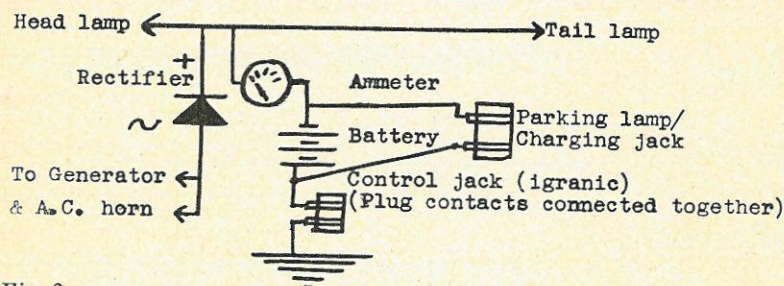 Head lamp
Tail lamp
+
Rectifier
Ammeter
~
Parking lamp/
Charging jack
Battery
To Generator
& A.C. horn
Control jack (igranic)
(Plug contacts connected together)